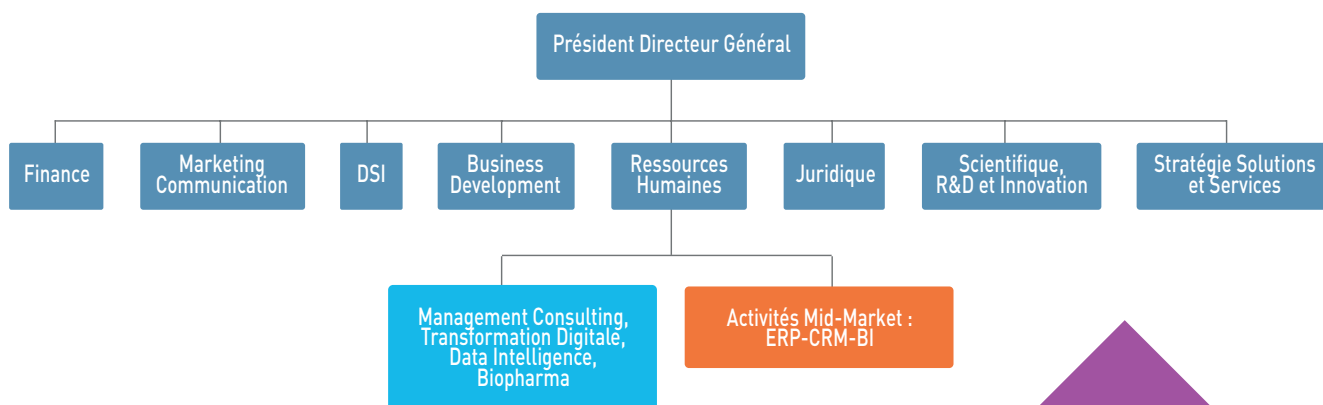 Président Directeur Général
Finance
Marketing
Communication
DSI
Business
Development
Ressources
Humaines
Juridique
Scientifique,
R&D et Innovation
Stratégie Solutions
et Services
Management Consulting,
Transformation Digitale,
Data Intelligence,
Biopharma
Activités Mid-Market :
ERP-CRM-BI